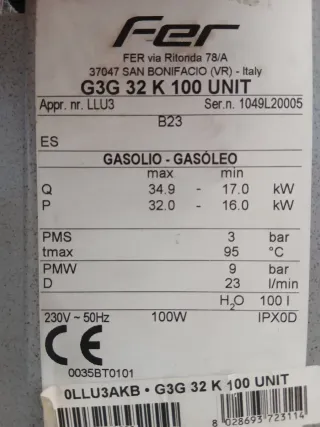 Fer
FER via Ritonda 78/A
37047 SAN BONIFACIO (VR) - Italy
G3G 32 K 100 UNIT
Appr. nr. LLU3 Ser.n. 1049L20005
B23
ES
GASOLIO - GASÓLEO
max min
Q 34.9 - 17.0 kW
P 32.0 - 16.0 kW
PMS 3 bar
tmax 95 °C
PMW 9 bar
D 23 l/min
H2O 100 l
230V ~ 50Hz 100W IPX0D
CE
0035BT0101
0LLU3AKB • G3G 32 K 100 UNIT
8 028693 723114